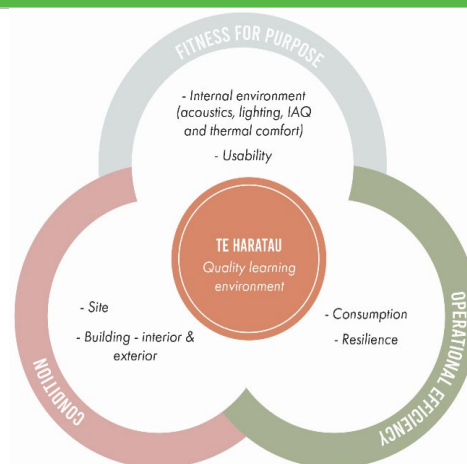 FITNESS FOR PURPOSE
- Internal environment
(acoustics, lighting, IAQ
and thermal comfort)
- Usability
TE HARATAU
Quality learning
environment
- Site
- Building - interior &
exterior
- Consumption
- Resilience
CONDITION
OPERATIONAL EFFICIENCY